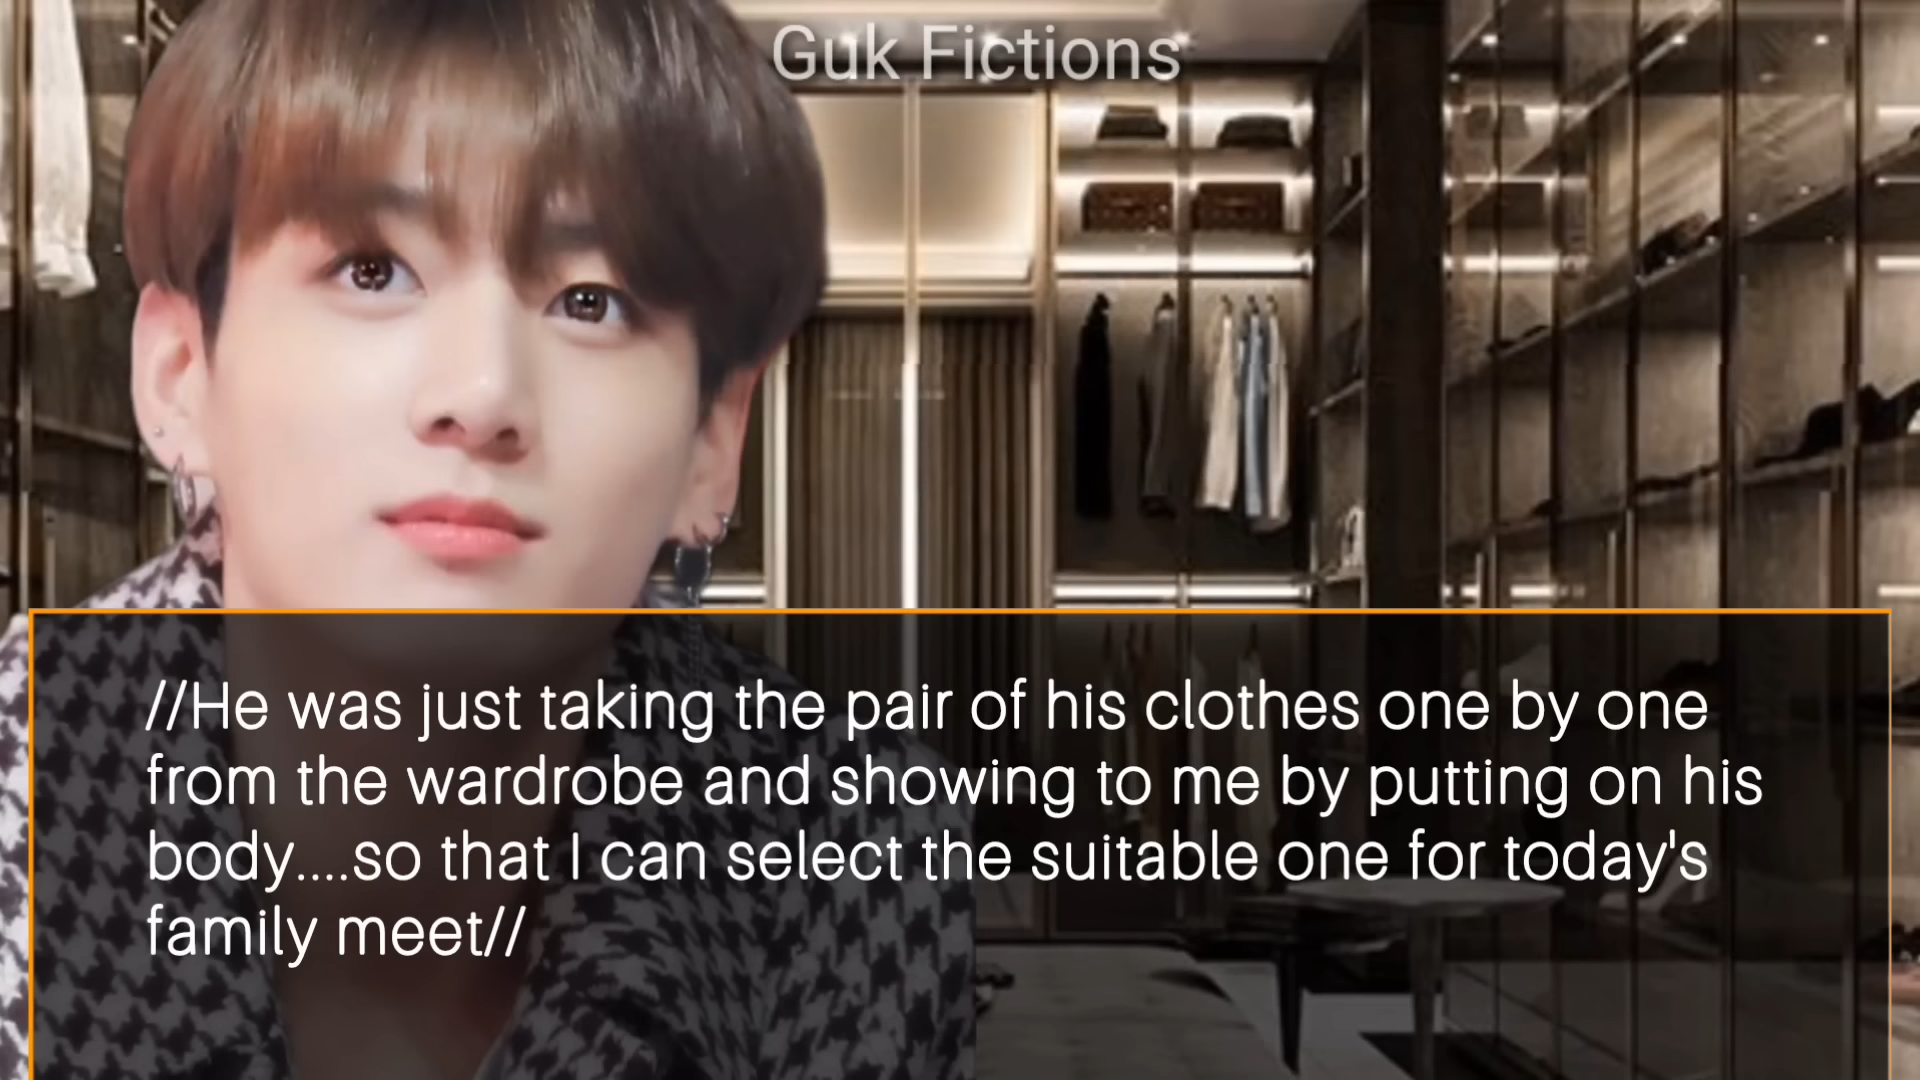 Guk Fictions
//He was just taking the pair of his clothes one by one
from the wardrobe and showing to me by putting on his
body....so that I can select the suitable one for today's
family meet//